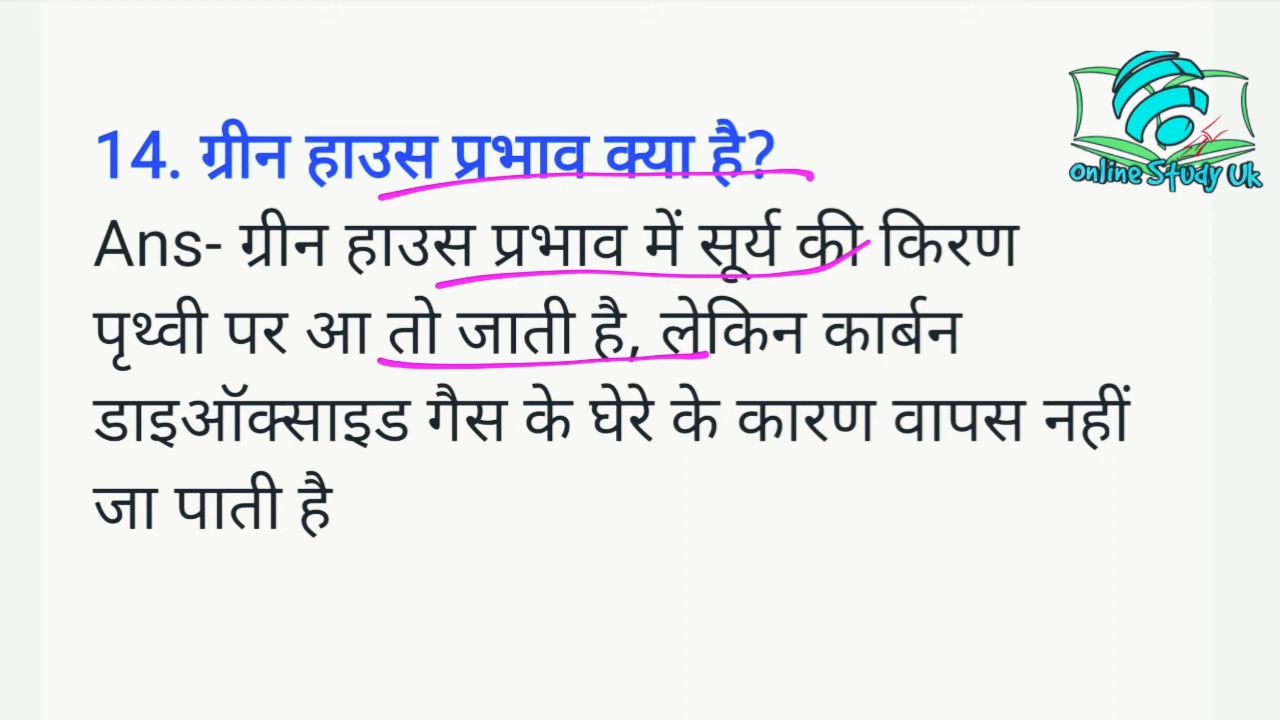 14. ग्रीन हाउस प्रभाव क्या है?
Ans- ग्रीन हाउस प्रभाव में सूर्य की किरण
पृथ्वी पर आ तो जाती है, लेकिन कार्बन
डाइऑक्साइड गैस के घेरे के कारण वापस नहीं
जा पाती है
Online Study Uk